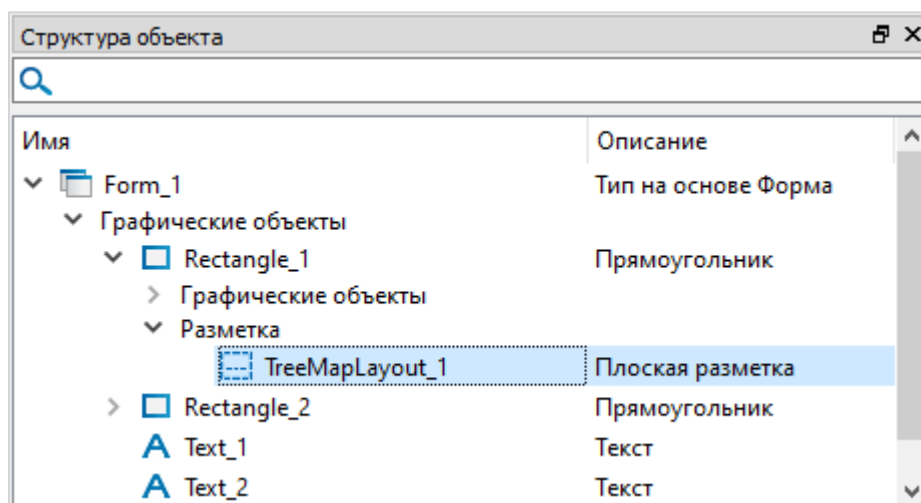 Структура объекта
Имя Описание
Form_1 Тип на основе Форма
Графические объекты
Rectangle_1 Прямоугольник
Графические объекты
Разметка
TreeMapLayout_1 Плоская разметка
Rectangle_2 Прямоугольник
Text_1 Текст
Text_2 Текст